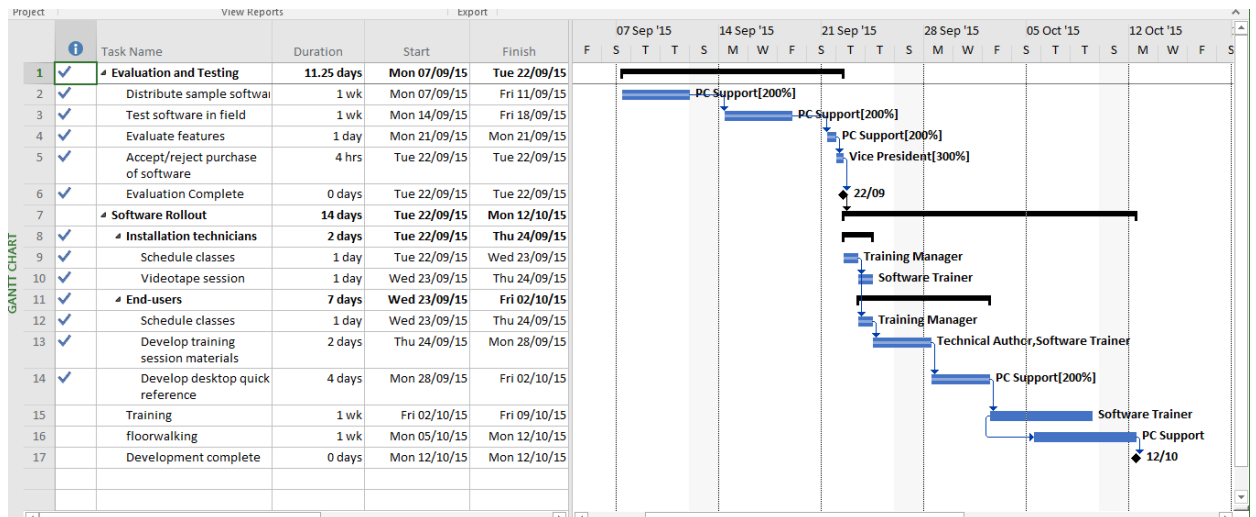 Project View Reports Export
07 Sep '15 14 Sep '15 21 Sep '15 28 Sep '15 05 Oct '15 12 Oct '15
Task Name Duration Start Finish F S T T S M W F S T T S M W F S T T S M W F S
1 Evaluation and Testing 11.25 days Mon 07/09/15 Tue 22/09/15
2 Distribute sample softwar 1 wk Mon 07/09/15 Fri 11/09/15 PC Support[200%]
3 Test software in field 1 wk Mon 14/09/15 Fri 18/09/15 PC Support[200%]
4 Evaluate features 1 day Mon 21/09/15 Mon 21/09/15 PC Support[200%]
5 Accept/reject purchase 4 hrs Tue 22/09/15 Tue 22/09/15 Vice President[300%]
of software
6 Evaluation Complete 0 days Tue 22/09/15 Tue 22/09/15 22/09
7 Software Rollout 14 days Tue 22/09/15 Mon 12/10/15
8 Installation technicians 2 days Tue 22/09/15 Thu 24/09/15
9 Schedule classes 1 day Tue 22/09/15 Wed 23/09/15 Training Manager
10 Videotape session 1 day Wed 23/09/15 Thu 24/09/15 Software Trainer
11 End-users 7 days Wed 23/09/15 Fri 02/10/15
12 Schedule classes 1 day Wed 23/09/15 Thu 24/09/15 Training Manager
13 Develop training 2 days Thu 24/09/15 Mon 28/09/15 Technical Author,Software Trainer
session materials
14 Develop desktop quick 4 days Mon 28/09/15 Fri 02/10/15 PC Support[200%]
reference
15 Training 1 wk Fri 02/10/15 Fri 09/10/15 Software Trainer
16 floorwalking 1 wk Mon 05/10/15 Mon 12/10/15 PC Support
17 Development complete 0 days Mon 12/10/15 Mon 12/10/15 12/10
GANTT CHART